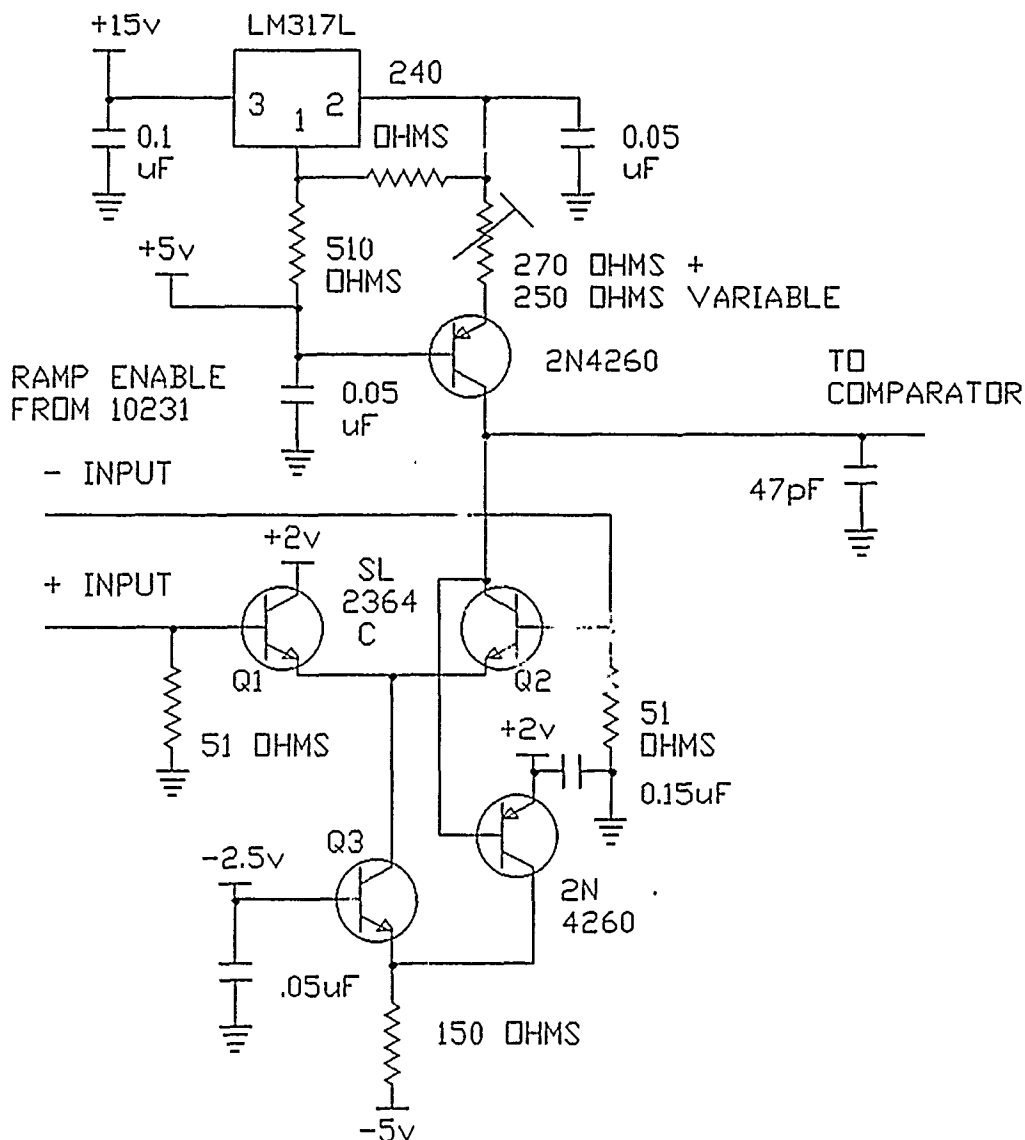 +15v
LM317L
240
3
1
2
OHMS
0.1
uF
0.05
uF
+5v
510
OHMS
270 OHMS +
250 OHMS VARIABLE
2N4260
TO
COMPARATOR
RAMP ENABLE
FROM 10231
0.05
uF
- INPUT
47pF
+2v
+ INPUT
SL
2364
C
Q1
Q2
51 OHMS
+2v
51
OHMS
0.15uF
Q3
-2.5v
2N
4260
.05uF
150 OHMS
-5v